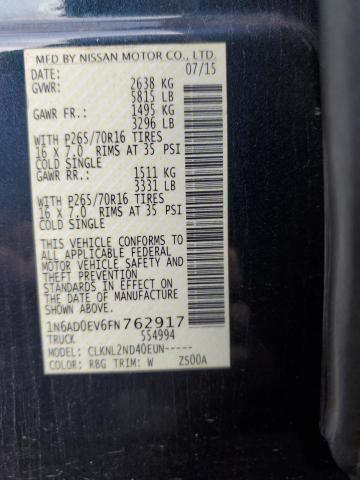 MFD BY NISSAN MOTOR CO., LTD.
DATE: 07/15
GVWR: 2638 KG
5815 LB
GAWR FR.: 1495 KG
3296 LB
WITH P265/70R16 TIRES
16 X 7.0 RIMS AT 35 PSI
COLD SINGLE
GAWR RR.: 1511 KG
3331 LB
WITH P265/70R16 TIRES
16 X 7.0 RIMS AT 35 PSI
COLD SINGLE
THIS VEHICLE CONFORMS TO
ALL APPLICABLE FEDERAL
MOTOR VEHICLE SAFETY AND
THEFT PREVENTION
STANDARDS IN EFFECT ON
THE DATE OF MANUFACTURE
SHOWN ABOVE.
1N6AD0EV6FN762917
TRUCK 554994
MODEL: CLKNL2ND40EUN-----
COLOR: RBG TRIM: W ZS00A